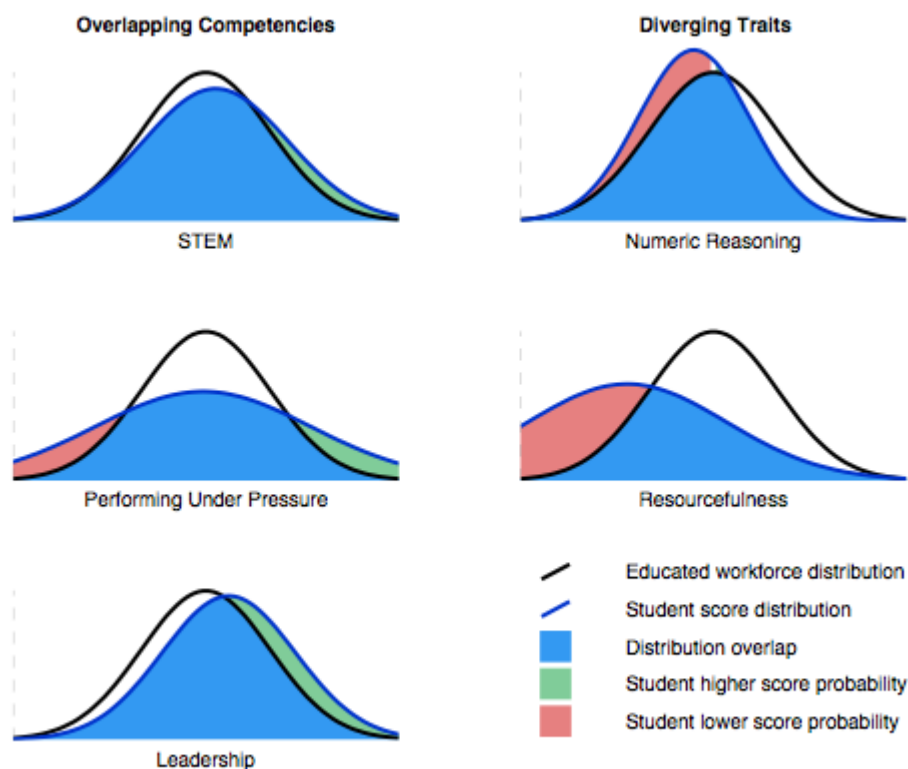 Overlapping Competencies
Diverging Traits
STEM
Numeric Reasoning
Performing Under Pressure
Resourcefulness
Leadership
Educated workforce distribution
Student score distribution
Distribution overlap
Student higher score probability
Student lower score probability